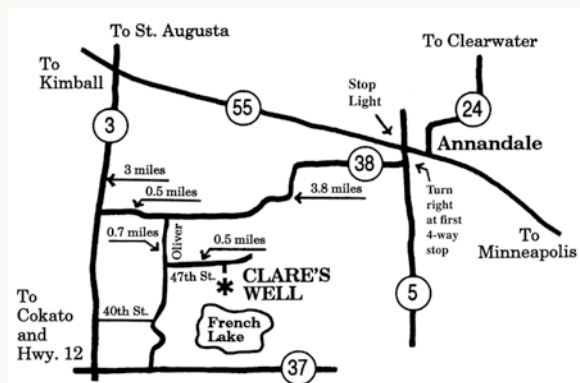 To St. Augusta
To Clearwater
To
Kimball
Stop
Light
24
55
3
Annandale
38
3 miles
0.5 miles
3.8 miles
Turn
right
at first
4-way
stop
To
Minneapolis
0.7 miles
Oliver
0.5 miles
47th St.
CLARE'S
WELL
5
To
Cokato
and
Hwy. 12
40th St.
French
Lake
37